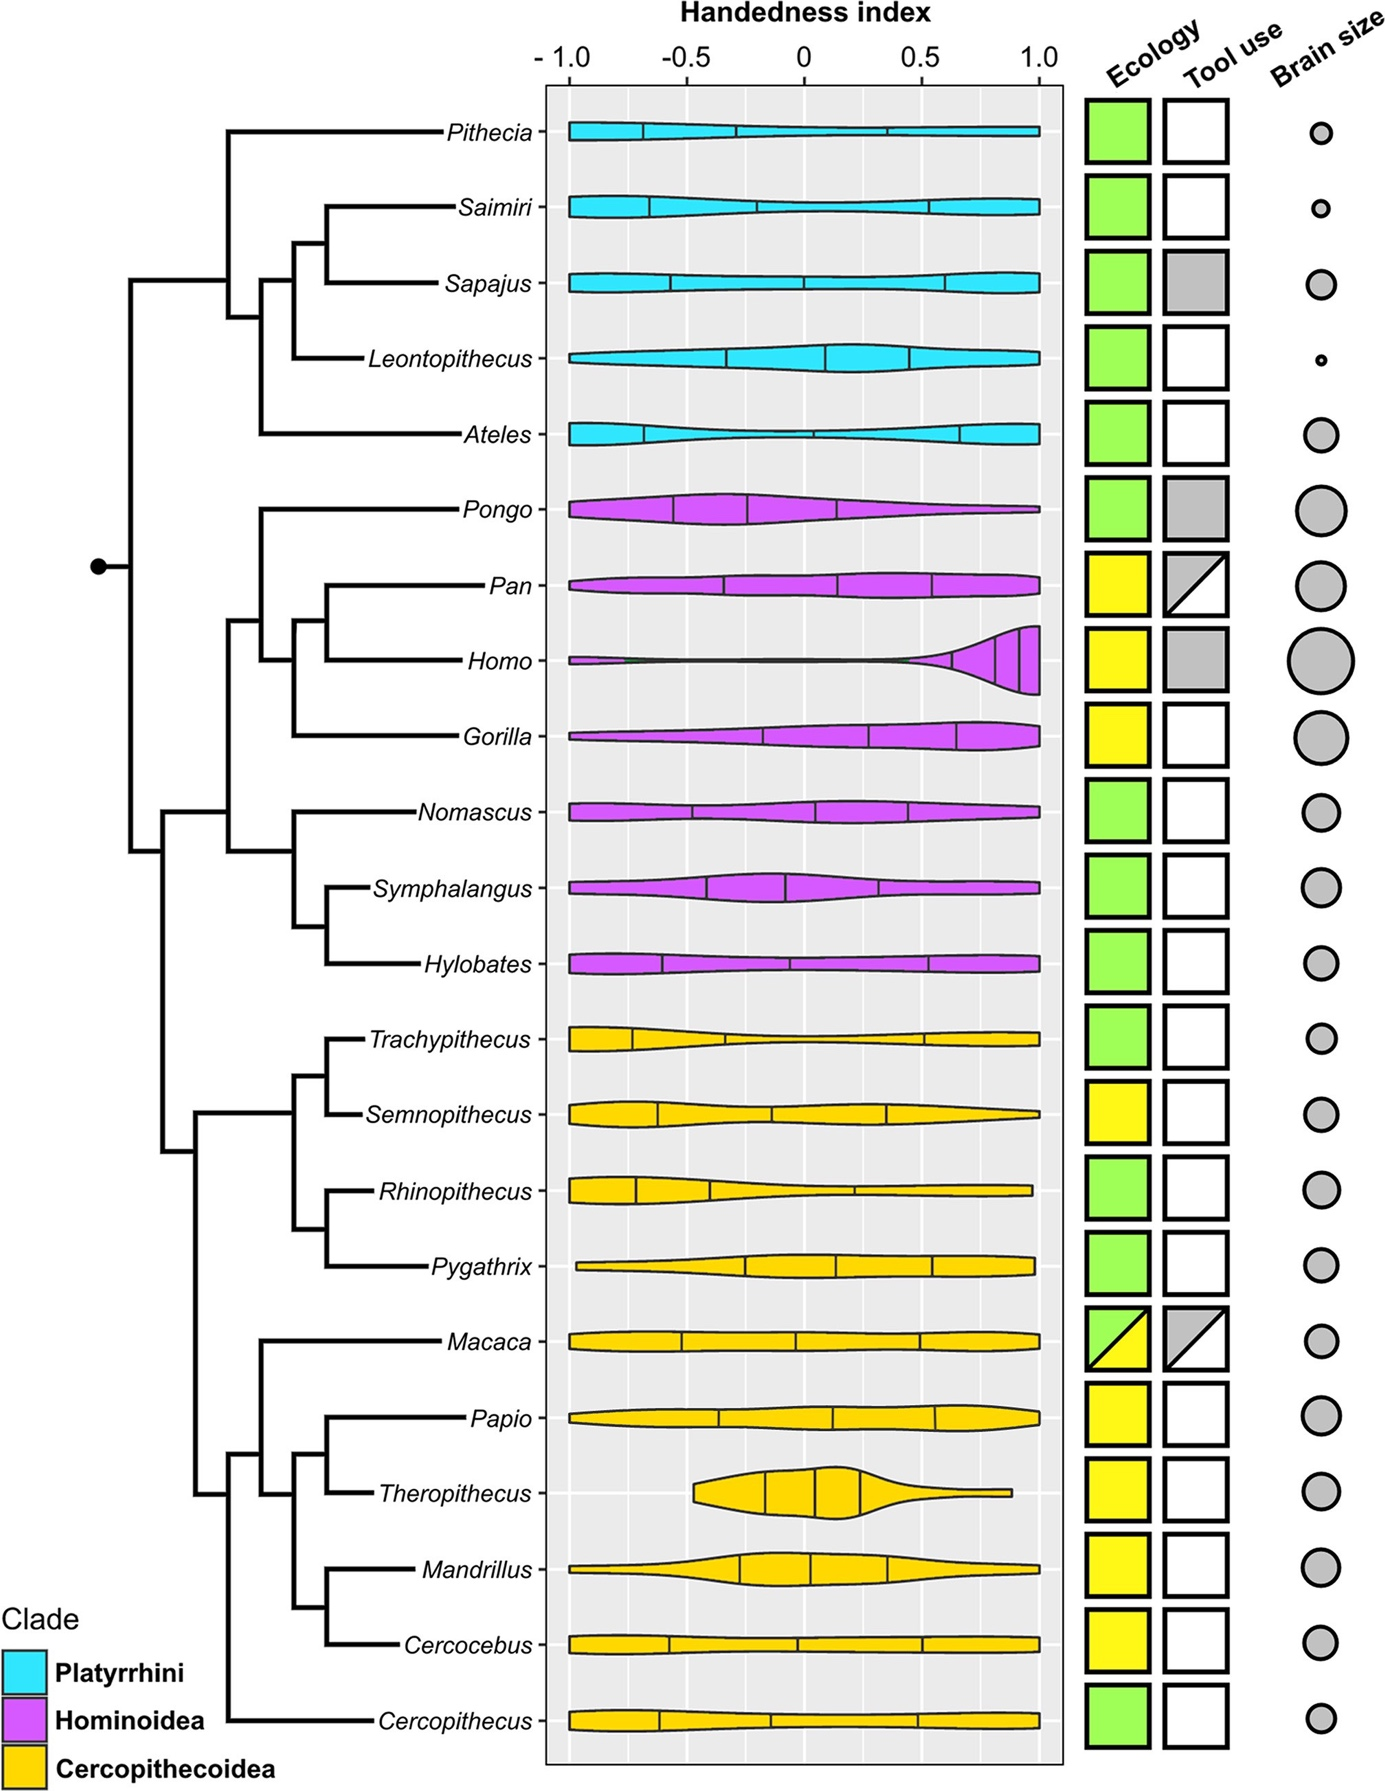 Handedness index
- 1.0 -0.5 0 0.5 1.0
Ecology
Tool use
Brain size
Pithecia
Saimiri
Sapajus
Leontopithecus
Ateles
Pongo
Pan
Homo
Gorilla
Nomascus
Symphalangus
Hylobates
Trachypithecus
Semnopithecus
Rhinopithecus
Pygathrix
Macaca
Papio
Theropithecus
Mandrillus
Cercocebus
Cercopithecus
Clade
Platyrrhini
Hominoidea
Cercopithecoidea